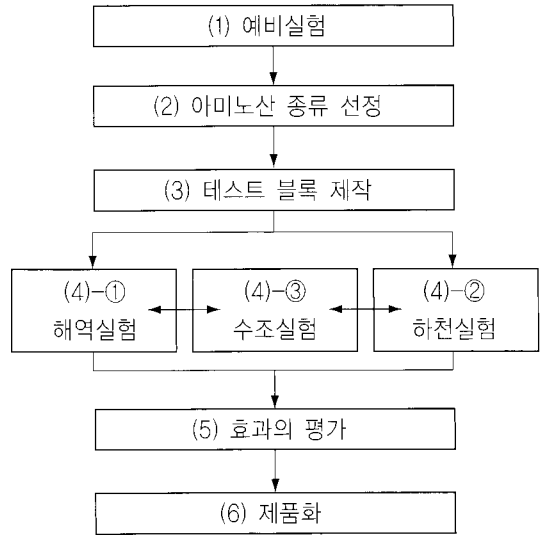 (1) 예비실험
(2) 아미노산 종류 선정
(3) 테스트 블록 제작
(4)-①
해역실험
(4)-③
수조실험
(4)-②
하천실험
(5) 효과의 평가
(6) 제품화